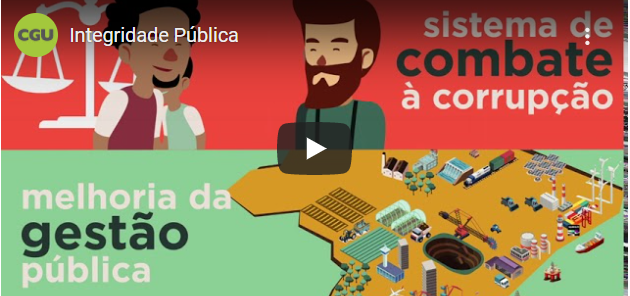 CGU Integridade Pública
sistema de
combate
à corrupção
melhoria da
gestão
pública